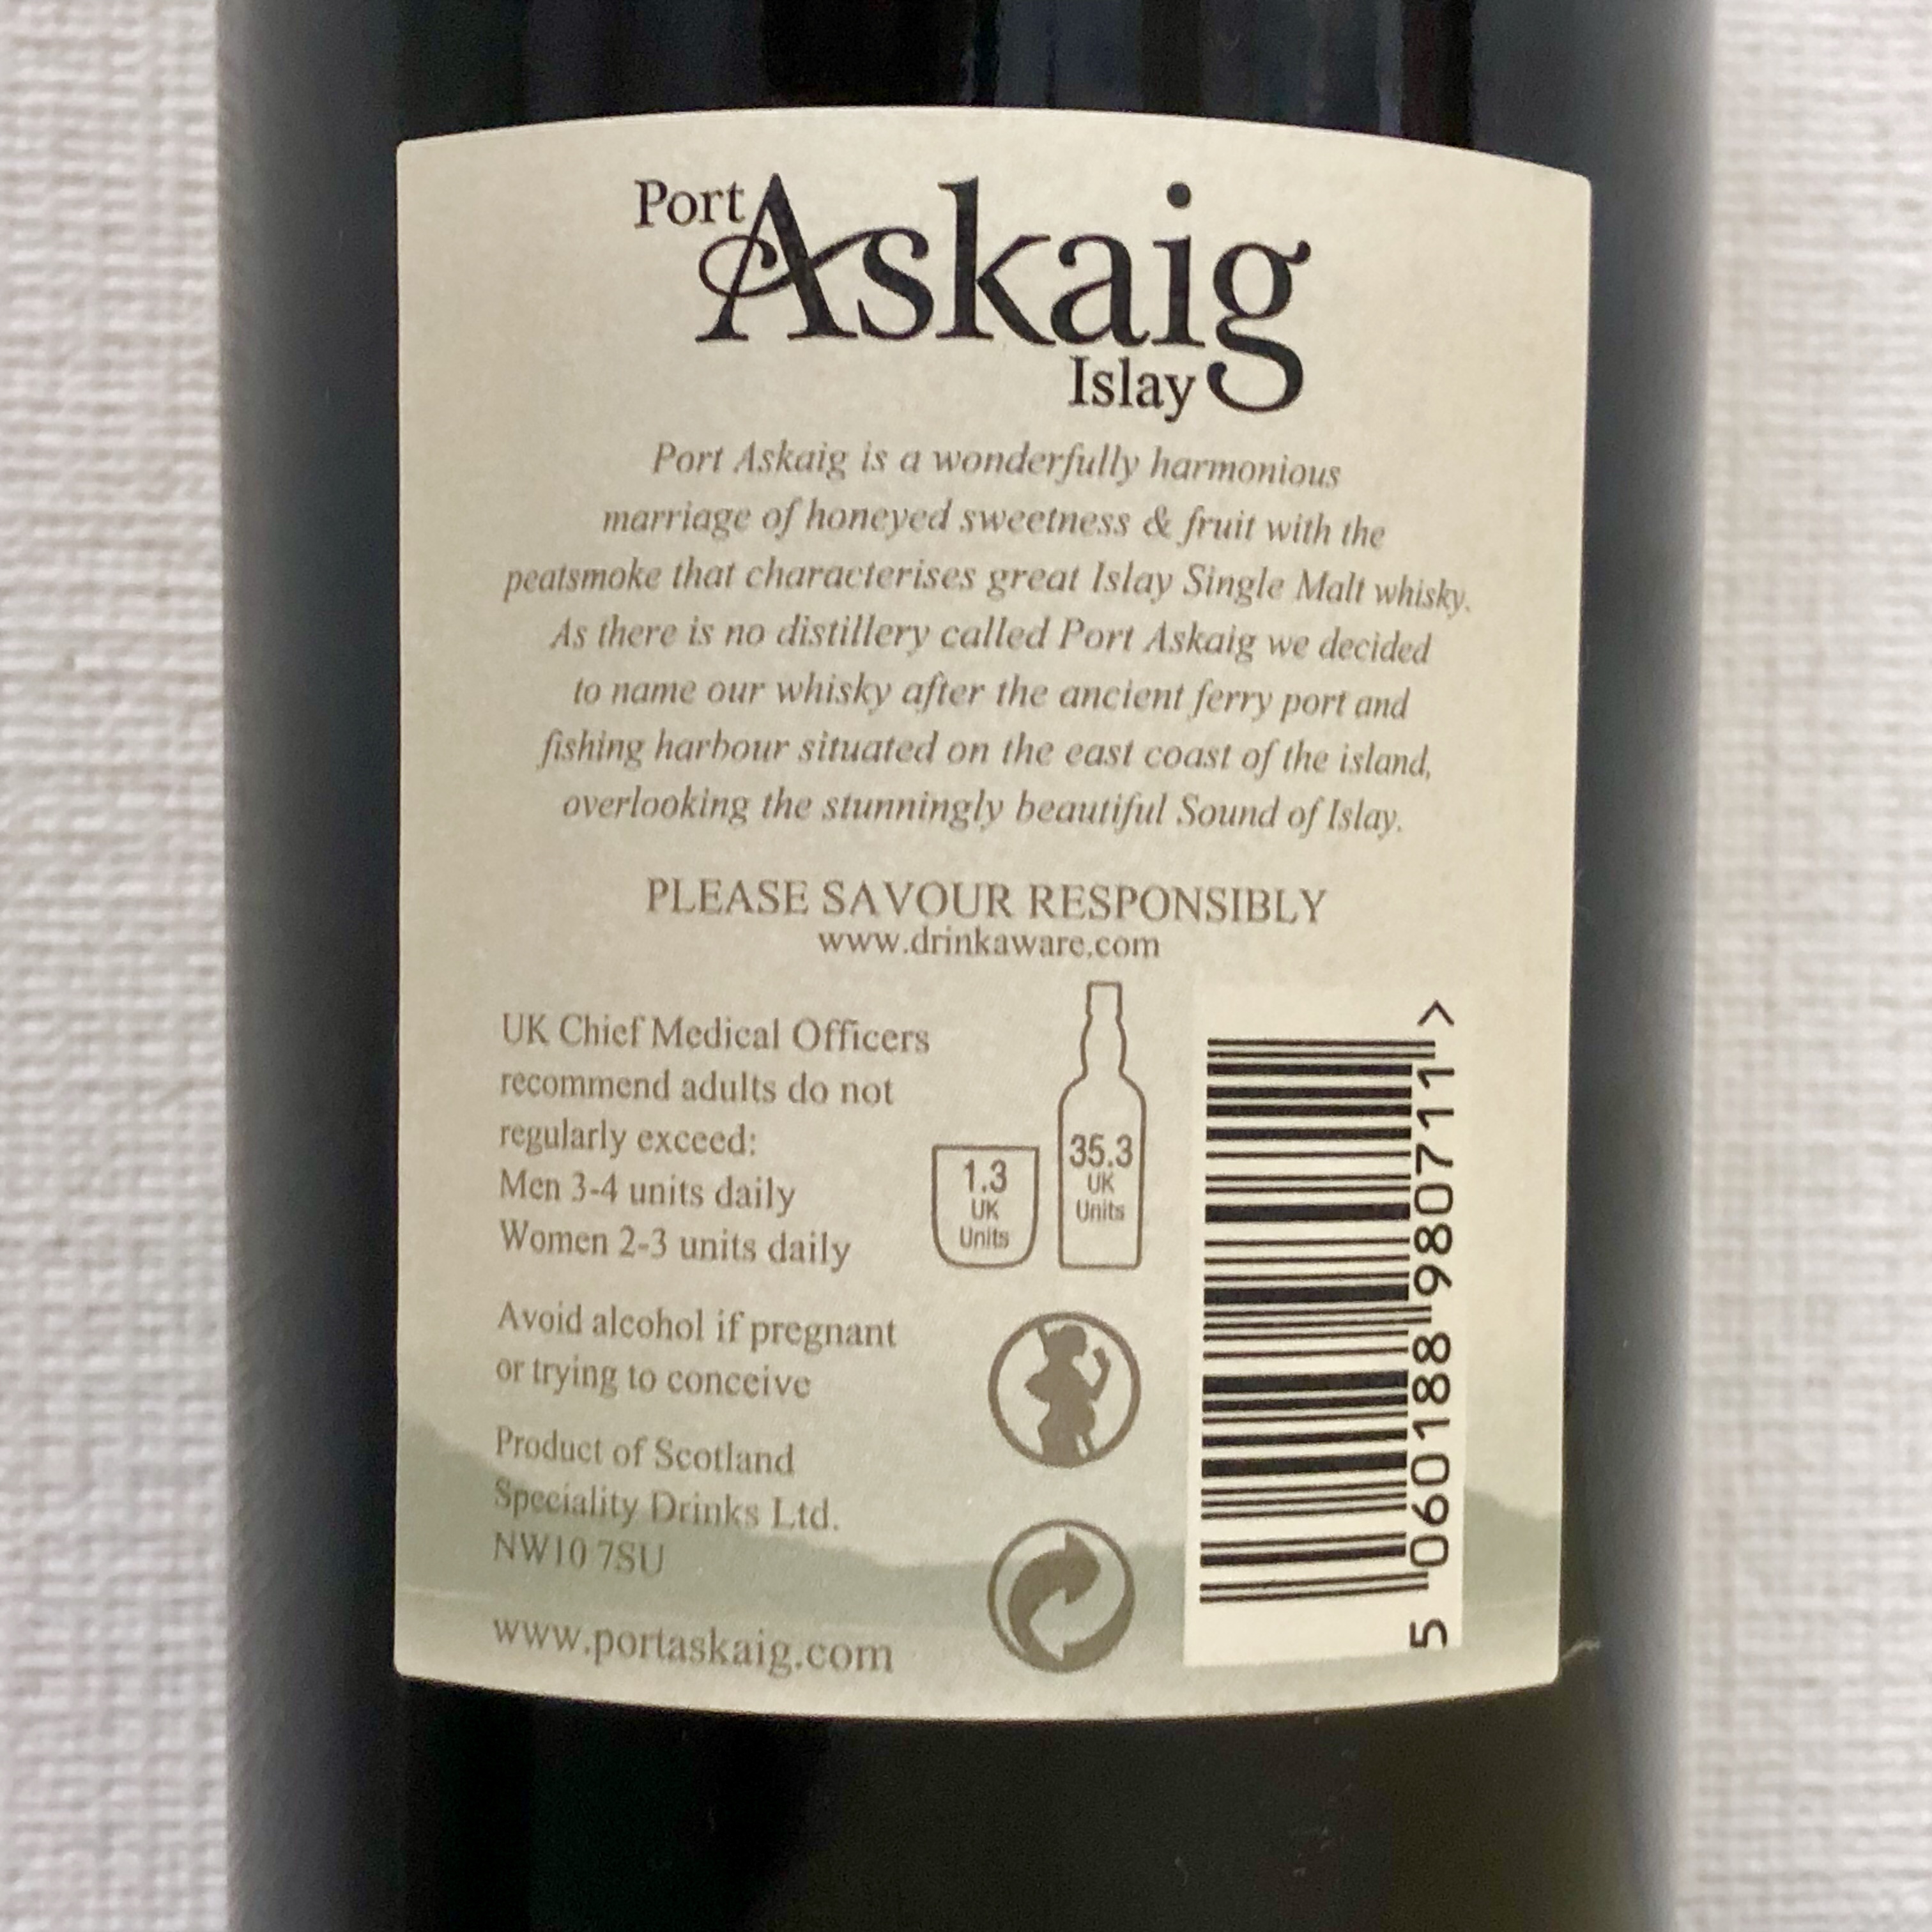 Port
Askaig
Islay
Port Askaig is a wonderfully harmonious
marriage of honeyed sweetness & fruit with the
peatsmoke that characterises great Islay Single Malt whisky.
As there is no distillery called Port Askaig we decided
to name our whisky after the ancient ferry port and
fishing harbour situated on the east coast of the island,
overlooking the stunningly beautiful Sound of Islay.
PLEASE SAVOUR RESPONSIBLY
www.drinkaware.com
UK Chief Medical Officers
recommend adults do not
regularly exceed:
Men 3-4 units daily
Women 2-3 units daily
1.3
UK
Units
35.3
UK
Units
Avoid alcohol if pregnant
or trying to conceive
Product of Scotland
Speciality Drinks Ltd.
NW10 7SU
www.portaskaig.com
5 060188 980711 >